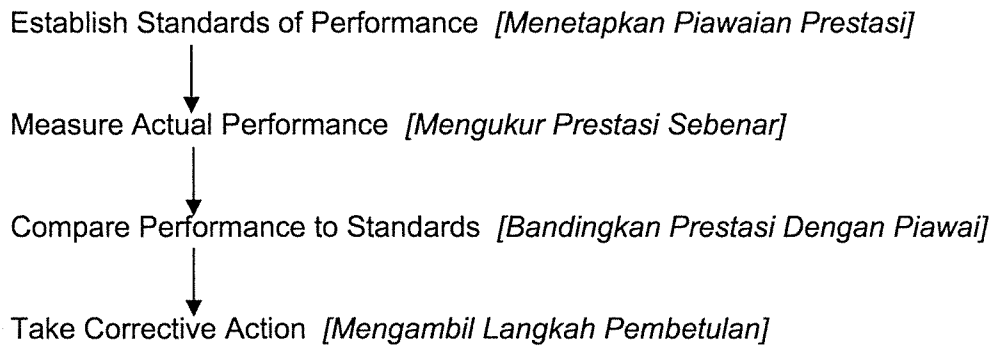 Establish Standards of Performance [Menetapkan Piawaian Prestasi]
Measure Actual Performance [Mengukur Prestasi Sebenar]
Compare Performance to Standards [Bandingkan Prestasi Dengan Piawai]
Take Corrective Action [Mengambil Langkah Pembetulan]